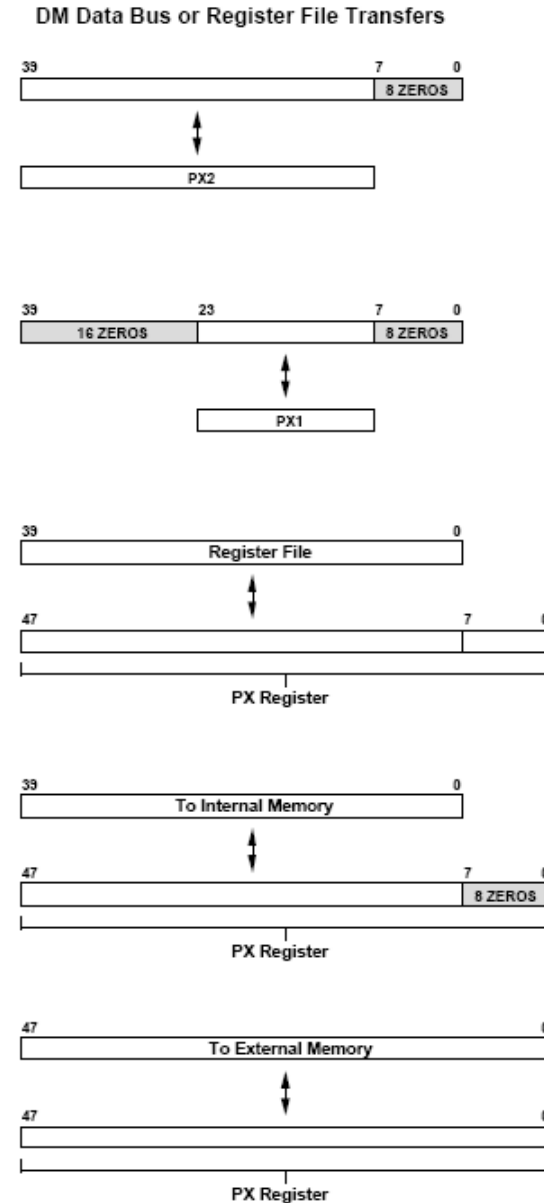 DM Data Bus or Register File Transfers
39 7 0
8 ZEROS
PX2
39 23 7 0
16 ZEROS 8 ZEROS
PX1
39 0
Register File
47 7 0
PX Register
39 0
To Internal Memory
47 7 0
8 ZEROS
PX Register
47 0
To External Memory
47 0
PX Register